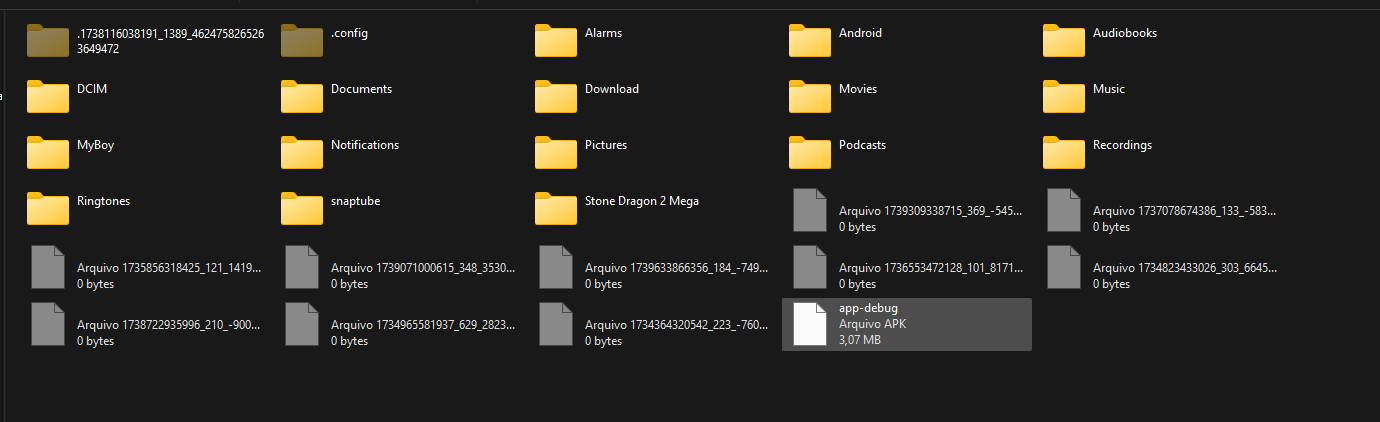 .1738116038191_1389_462475826526
3649472
.config
Alarms
Android
Audiobooks
DCIM
Documents
Download
Movies
Music
MyBoy
Notifications
Pictures
Podcasts
Recordings
Ringtones
snaptube
Stone Dragon 2 Mega
Arquivo 1739309338715_369_-545...
0 bytes
Arquivo 1737078674386_133_-583...
0 bytes
Arquivo 1735856318425_121_1419...
0 bytes
Arquivo 1739071000615_348_3530...
0 bytes
Arquivo 1739633866356_184_-749...
0 bytes
Arquivo 1736553472128_101_8171...
0 bytes
Arquivo 1734823433026_303_6645...
0 bytes
Arquivo 1738722935996_210_-900...
0 bytes
Arquivo 1734965581937_629_2823...
0 bytes
Arquivo 1734364320542_223_-760...
0 bytes
app-debug
Arquivo APK
3,07 MB